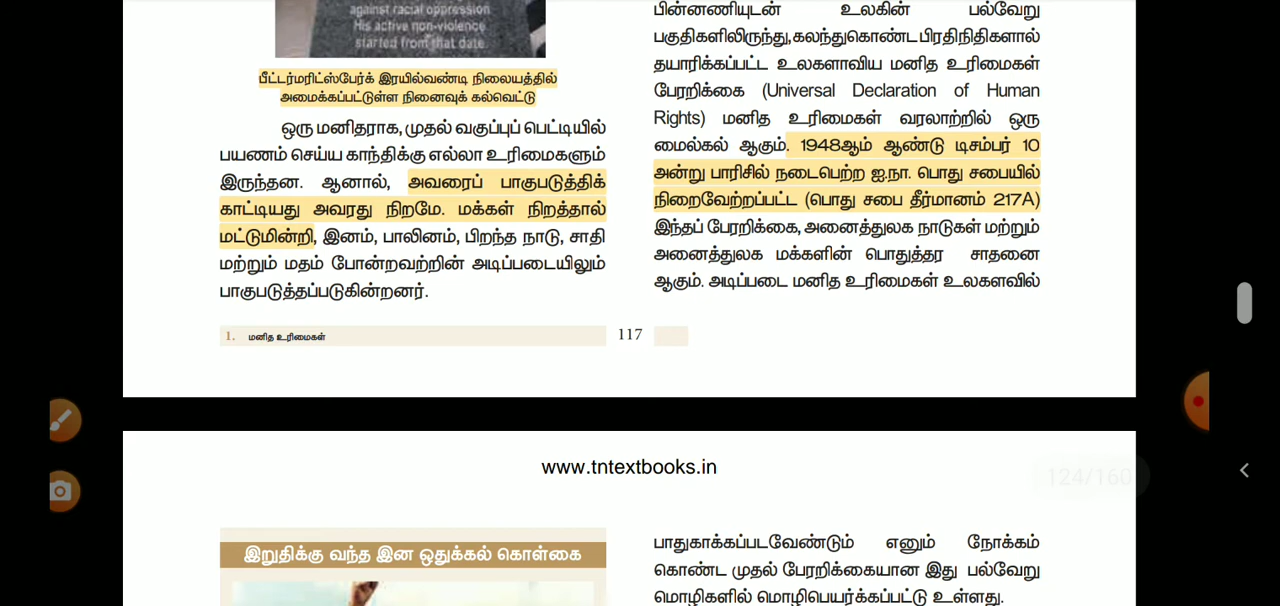 against racial oppression
His active non-violence
started from that date.
பீட்டர்மரிட்ஸ்பேர்க் இரயில்வண்டி நிலையத்தில்
அமைக்கப்பட்டுள்ள நினைவுக் கல்வெட்டு
ஒரு மனிதராக, முதல் வகுப்புப் பெட்டியில்
பயணம் செய்ய காந்திக்கு எல்லா உரிமைகளும்
இருந்தன. ஆனால், அவரைப் பாகுபடுத்திக்
காட்டியது அவரது நிறமே. மக்கள் நிறத்தால்
மட்டுமின்றி, இனம், பாலினம், பிறந்த நாடு, சாதி
மற்றும் மதம் போன்றவற்றின் அடிப்படையிலும்
பாகுபடுத்தப்படுகின்றனர்.
பின்னணியுடன் உலகின் பல்வேறு
பகுதிகளிலிருந்து, கலந்துகொண்ட பிரதிநிதிகளால்
தயாரிக்கப்பட்ட உலகளாவிய மனித உரிமைகள்
பேரறிக்கை (Universal Declaration of Human
Rights) மனித உரிமைகள் வரலாற்றில் ஒரு
மைல்கல் ஆகும். 1948ஆம் ஆண்டு டிசம்பர் 10
அன்று பாரிசில் நடைபெற்ற ஐ.நா. பொது சபையில்
நிறைவேற்றப்பட்ட (பொது சபை தீர்மானம் 217A)
இந்தப் பேரறிக்கை, அனைத்துலக நாடுகள் மற்றும்
அனைத்துலக மக்களின் பொதுத்தர சாதனை
ஆகும். அடிப்படை மனித உரிமைகள் உலகளவில்
1. மனித உரிமைகள்
117
www.tntextbooks.in
124/160
இறுதிக்கு வந்த இன ஒதுக்கல் கொள்கை
பாதுகாக்கப்படவேண்டும் எனும் நோக்கம்
கொண்ட முதல் பேரறிக்கையான இது பல்வேறு
மொழிகளில் மொழிபெயர்க்கப்பட்டு உள்ளது.